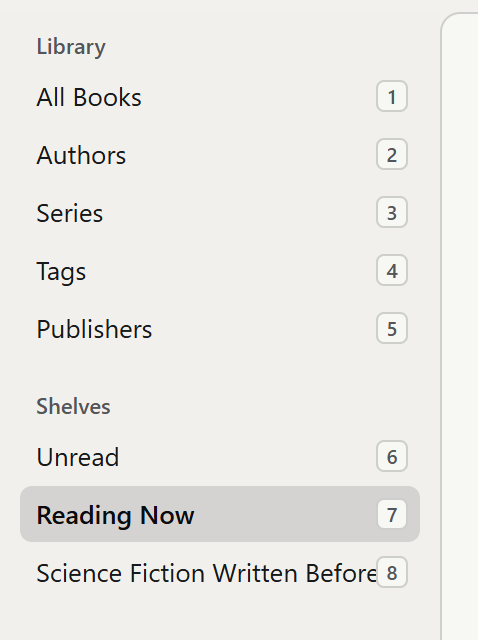 Library
All Books 1
Authors 2
Series 3
Tags 4
Publishers 5
Shelves
Unread 6
Reading Now 7
Science Fiction Written Before 8